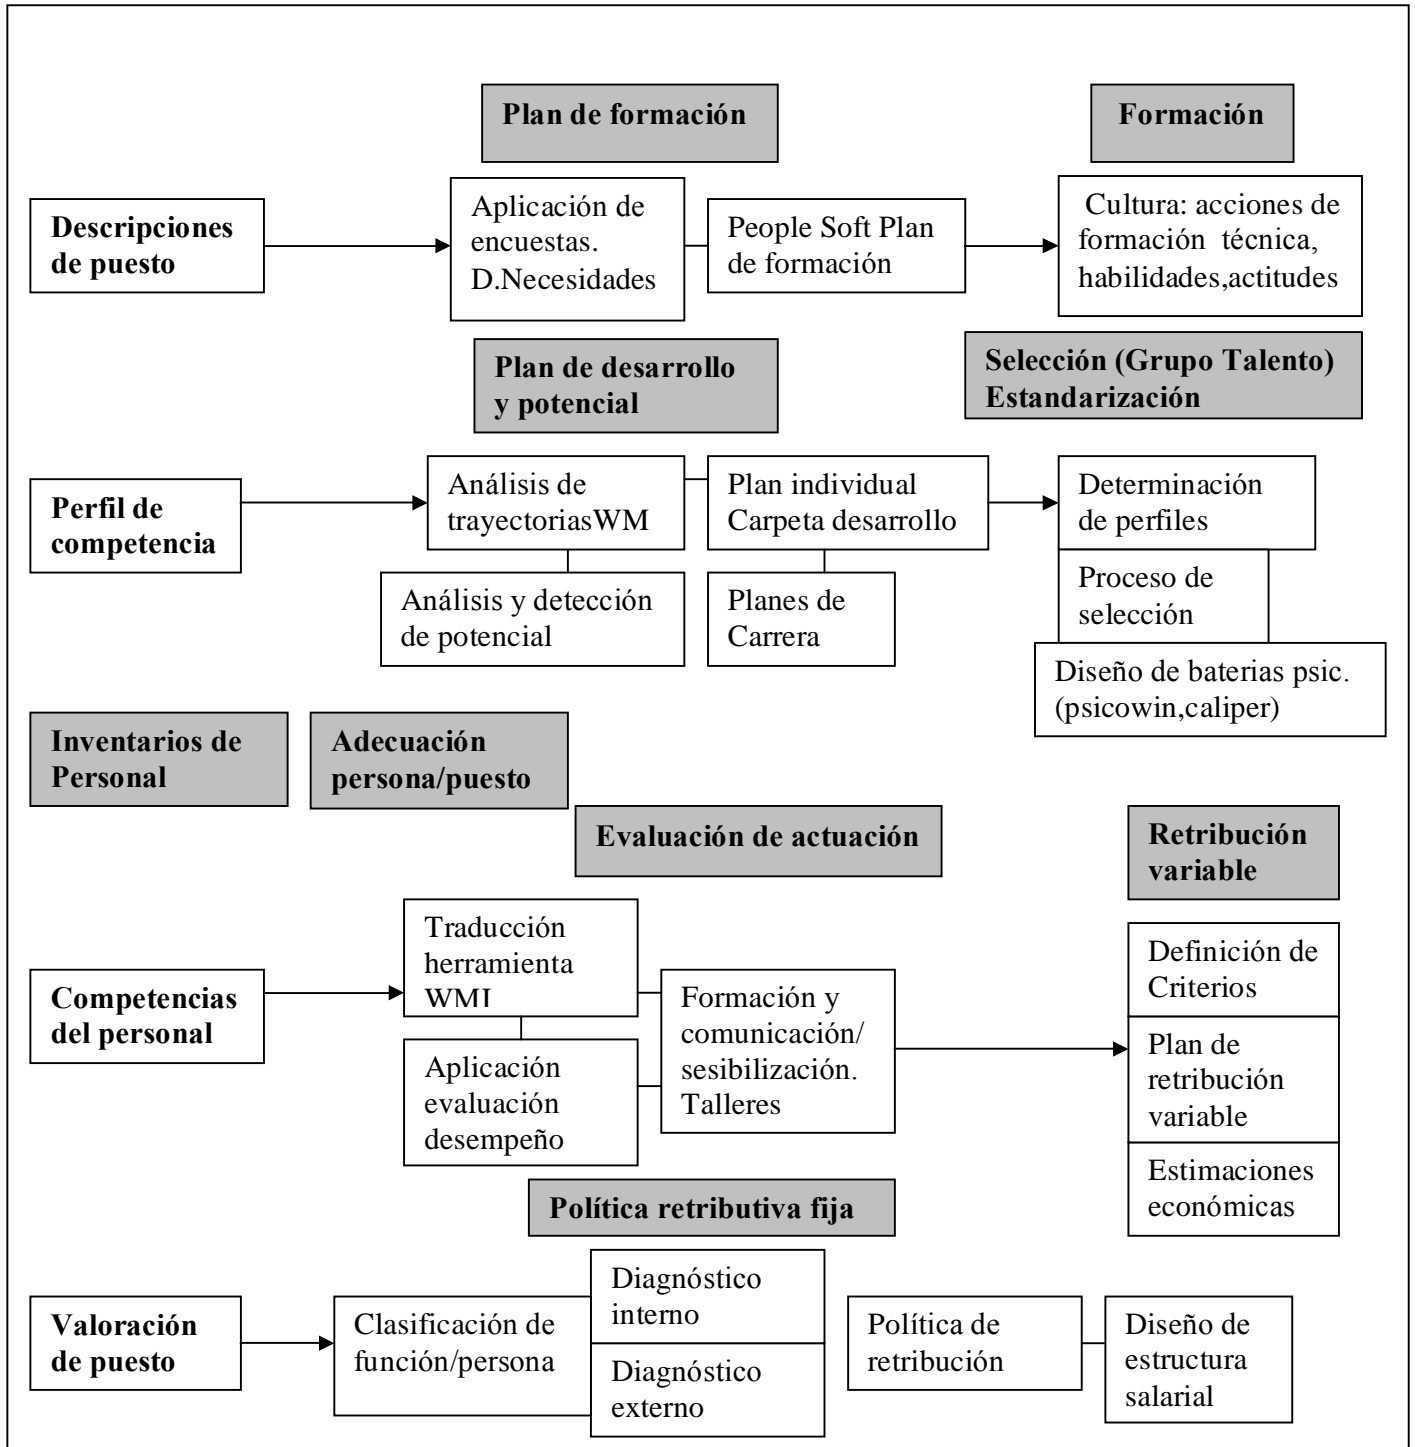 Plan de formación
Formación
Descripciones
de puesto
Aplicación de
encuestas.
D.Necesidades
People Soft Plan
de formación
Cultura: acciones de
formación técnica,
habilidades,actitudes
Plan de desarrollo
y potencial
Selección (Grupo Talento)
Estandarización
Perfil de
competencia
Análisis de
trayectoriasWM
Plan individual
Carpeta desarrollo
Determinación
de perfiles
Análisis y detección
de potencial
Planes de
Carrera
Proceso de
selección
Diseño de baterias psic.
(psicowin,caliper)
Inventarios de
Personal
Adecuación
persona/puesto
Evaluación de actuación
Retribución
variable
Competencias
del personal
Traducción
herramienta
WMI
Aplicación
evaluación
desempeño
Formación y
comunicación/
sesibilización.
Talleres
Definición de
Criterios
Plan de
retribución
variable
Estimaciones
económicas
Política retributiva fija
Valoración
de puesto
Clasificación de
función/persona
Diagnóstico
interno
Diagnóstico
externo
Política de
retribución
Diseño de
estructura
salarial